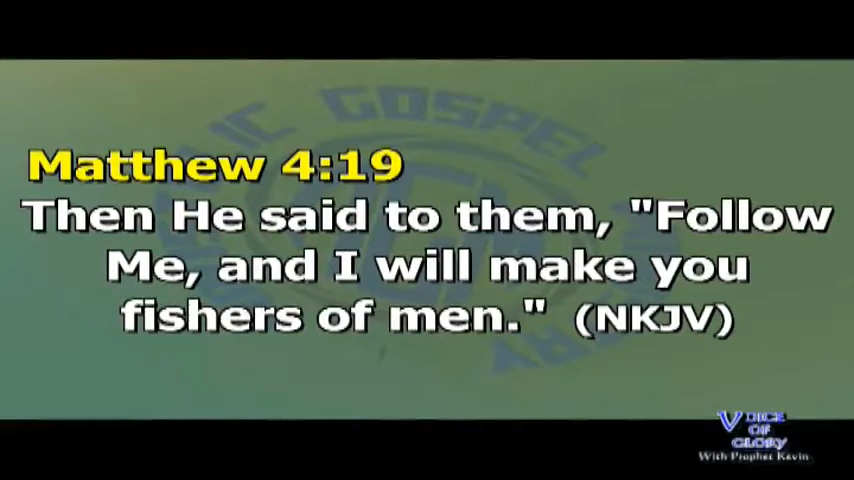 Matthew 4:19
Then He said to them, "Follow
Me, and I will make you
fishers of men." (NKJV)
GOSPEL
VOICE
OF
GLORY
With Prophet Kevin